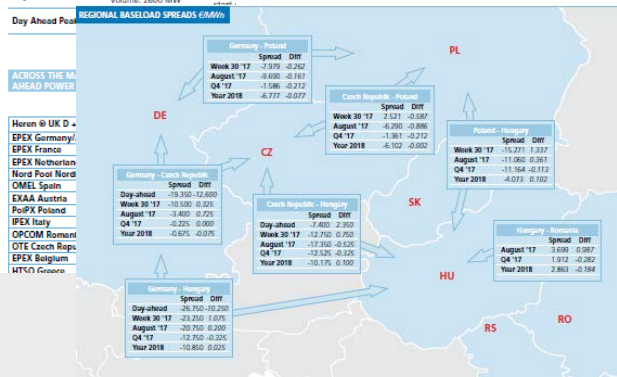 Volume: 2600 MW
Day Ahead Peak
REGIONAL BASELOAD SPREADS €/MWh
ACROSS THE MA
AHEAD POWER
Heren @ UK D +
EPEX Germany/
EPEX France
EPEX Netherlan
Nord Pool Nordi
OMEL Spain
EXAA Austria
PolPX Poland
IPEX Italy
OPCOM Romani
OTE Czech Repu
EPEX Belgium
HTSO Greece
Germany - Poland
Spread Diff
Week 30 '17 -7.979 -0.262
August '17 -9.690 -0.161
Q4 '17 -1.586 -0.212
Year 2018 -6.777 -0.077
PL
DE
Czech Republic - Poland
Spread Diff
Week 30 '17 2.521 -0.587
August '17 -6.290 -0.886
Q4 '17 -1.361 -0.212
Year 2018 -6.102 -0.002
CZ
Poland - Hungary
Spread Diff
Week 30 '17 -15.271 1.337
August '17 -11.060 0.361
Q4 '17 -11.164 -0.113
Year 2018 -4.073 0.102
Germany - Czech Republic
Spread Diff
Day-ahead -19.350 -12.600
Week 30 '17 -10.500 0.325
August '17 -3.400 0.725
Q4 '17 -0.225 0.000
Year 2018 -0.675 -0.075
SK
Czech Republic - Hungary
Spread Diff
Day-ahead -7.400 2.350
Week 30 '17 -12.750 0.750
August '17 -17.350 -0.525
Q4 '17 -12.525 -0.325
Year 2018 -10.175 0.100
Hungary - Romania
Spread Diff
August '17 3.699 0.987
Q4 '17 1.912 -0.282
Year 2018 2.863 -0.184
HU
Germany - Hungary
Spread Diff
Day-ahead -26.750 -10.250
Week 30 '17 -23.250 1.075
August '17 -20.750 0.200
Q4 '17 -12.750 -0.325
Year 2018 -10.850 0.025
RS
RO